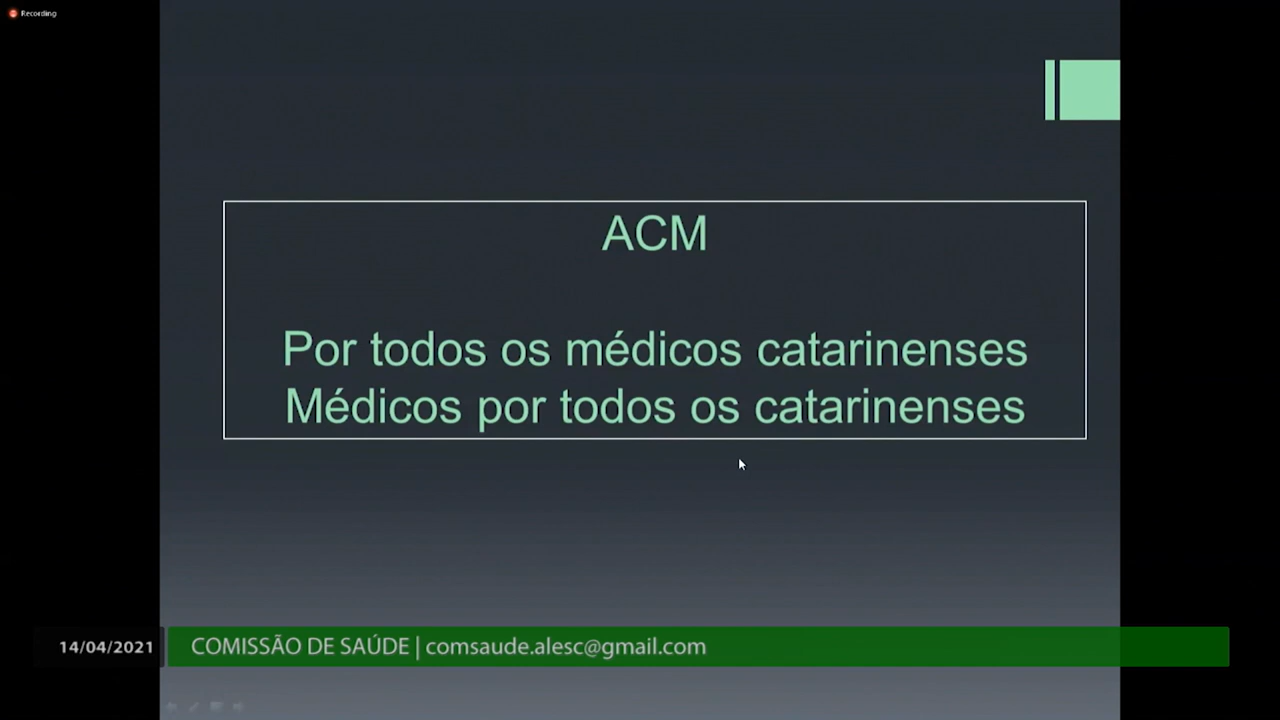 Recording
ACM
Por todos os médicos catarinenses
Médicos por todos os catarinenses
14/04/2021
COMISSÃO DE SAÚDE | comsaude.alesc@gmail.com